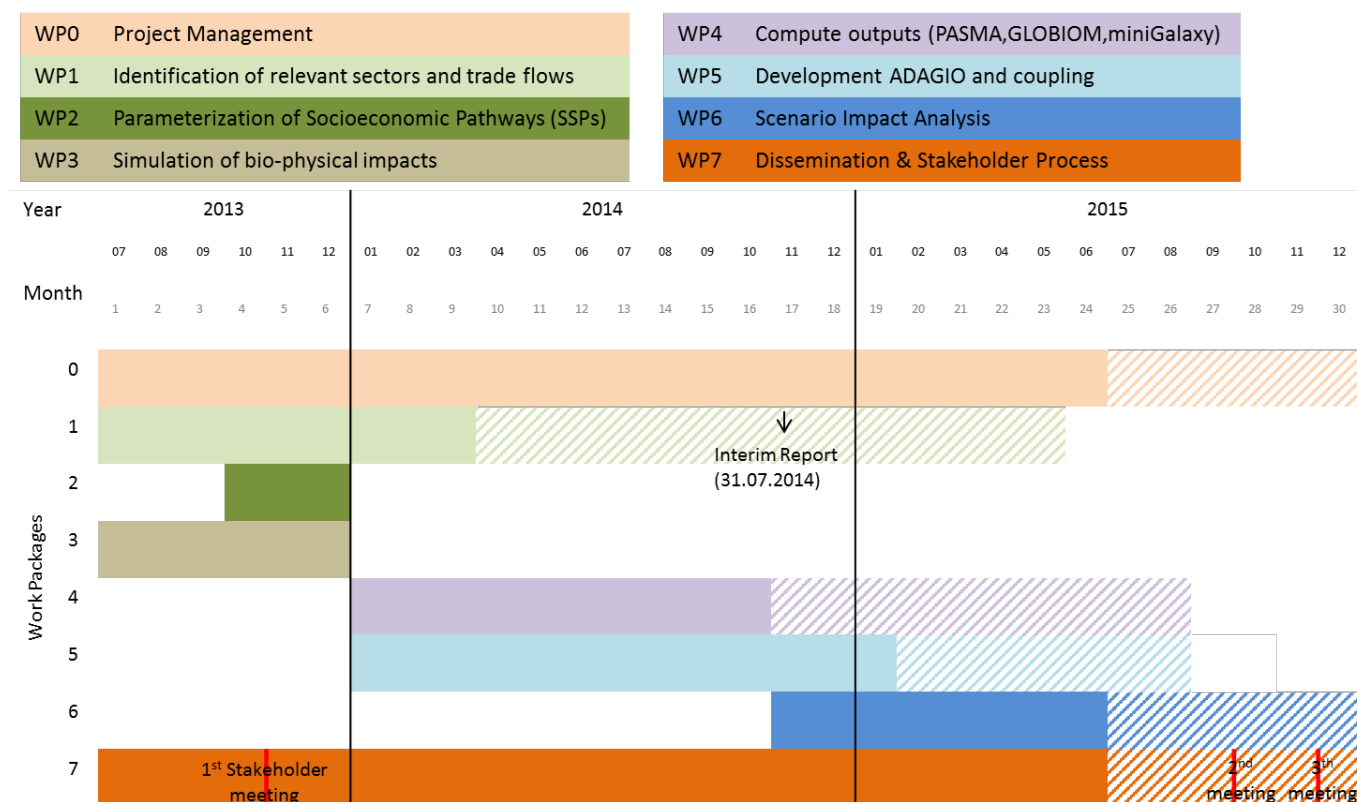 WP0 Project Management
WP1 Identification of relevant sectors and trade flows
WP2 Parameterization of Socioeconomic Pathways (SSPs)
WP3 Simulation of bio-physical impacts
WP4 Compute outputs (PASMA,GLOBIOM,miniGalaxy)
WP5 Development ADAGIO and coupling
WP6 Scenario Impact Analysis
WP7 Dissemination & Stakeholder Process
Year 2013 2014 2015
07 08 09 10 11 12 01 02 03 04 05 06 07 08 09 10 11 12 01 02 03 04 05 06 07 08 09 10 11 12
Month
1 2 3 4 5 6 7 8 9 10 11 12 13 14 15 16 17 18 19 20 21 22 23 24 25 26 27 28 29 30
Work Packages
0
1
Interim Report
(31.07.2014)
2
3
4
5
6
7
1st Stakeholder
meeting
2nd
meeting
3th
meeting